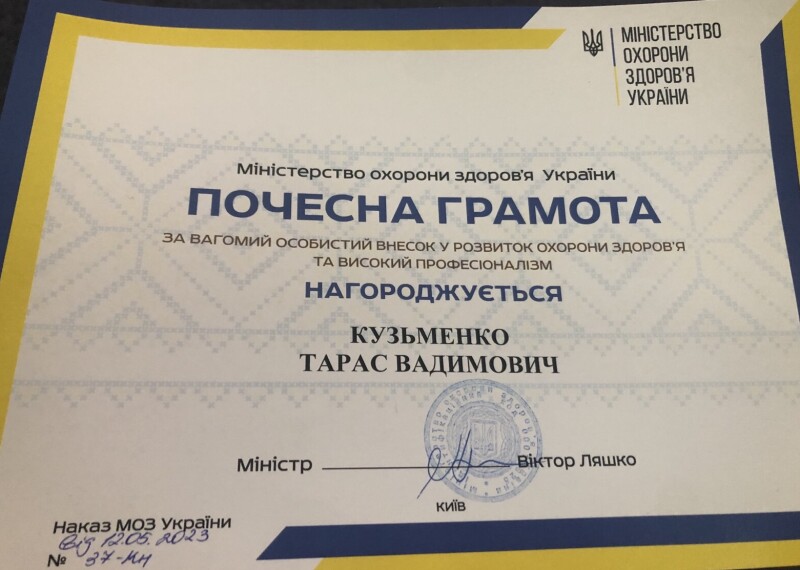 МІНІСТЕРСТВО
ОХОРОНИ
ЗДОРОВ'Я
УКРАЇНИ
Міністерство охорони здоров'я України
ПОЧЕСНА ГРАМОТА
ЗА ВАГОМИЙ ОСОБИСТИЙ ВНЕСОК У РОЗВИТОК ОХОРОНИ ЗДОРОВ'Я
ТА ВИСОКИЙ ПРОФЕСІОНАЛІЗМ
НАГОРОДЖУЄТЬСЯ
КУЗЬМЕНКО
ТАРАС ВАДИМОВИЧ
Міністр Віктор Ляшко
КИЇВ
Наказ МОЗ України
від 12.05.2023
№ 37-нн